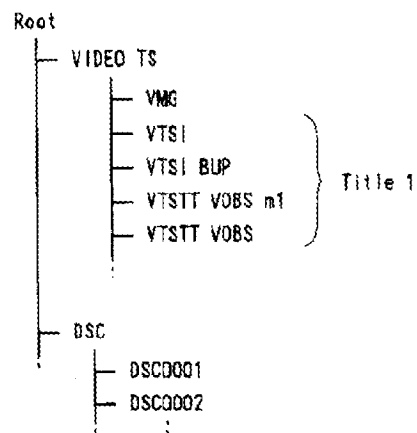 Root
VIDEO TS
VMG
VTSI
VTSI BUP
VTSTT VOBS m1
VTSTT VOBS
Title 1
DSC
DSC0001
DSC0002